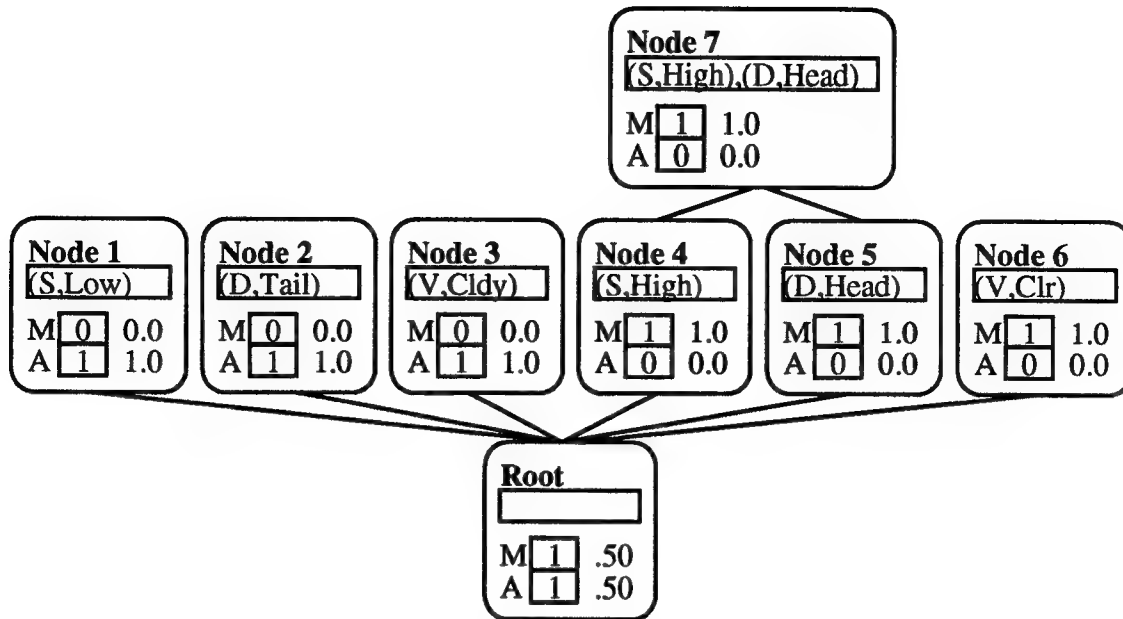 Node 7
(S,High),(D,Head)
M 1 1.0
A 0 0.0
Node 1
(S,Low)
M 0 0.0
A 1 1.0
Node 2
(D,Tail)
M 0 0.0
A 1 1.0
Node 3
(V,Cldy)
M 0 0.0
A 1 1.0
Node 4
(S,High)
M 1 1.0
A 0 0.0
Node 5
(D,Head)
M 1 1.0
A 0 0.0
Node 6
(V,Clr)
M 1 1.0
A 0 0.0
Root
M 1 .50
A 1 .50